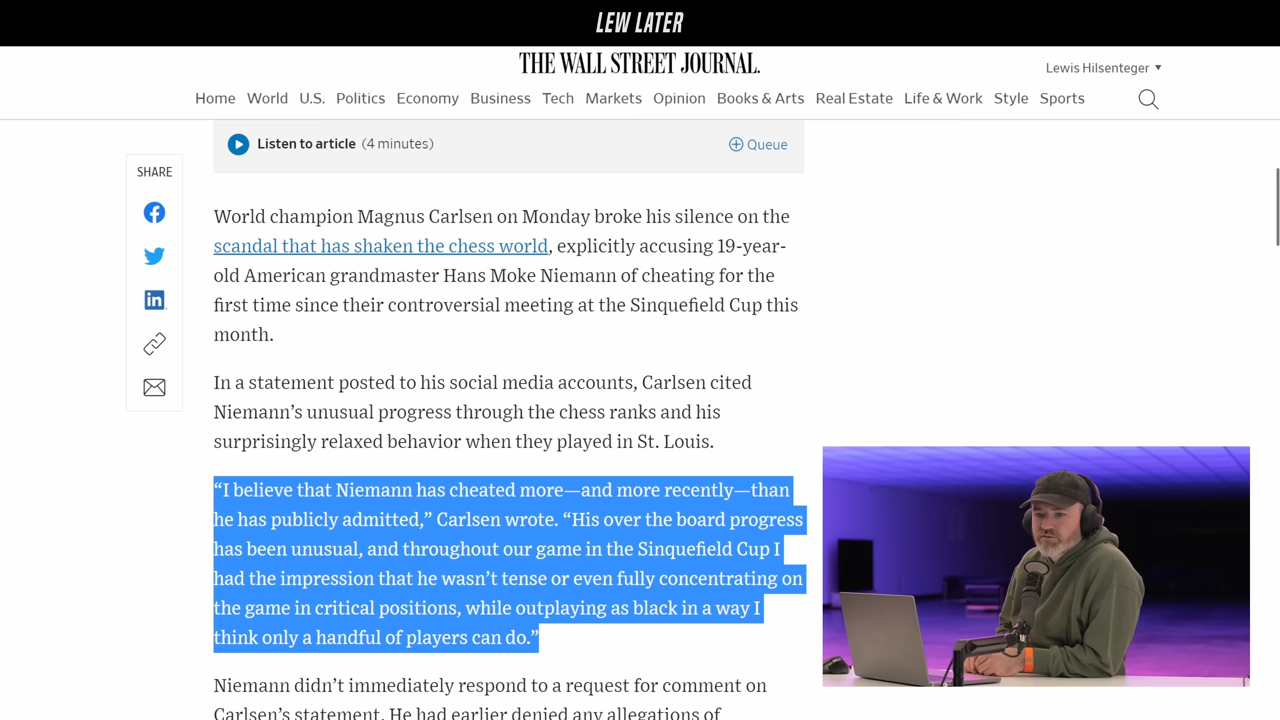 LEW LATER
THE WALL STREET JOURNAL.
Lewis Hilsenteger
Home World U.S. Politics Economy Business Tech Markets Opinion Books & Arts Real Estate Life & Work Style Sports
Listen to article (4 minutes)
Queue
SHARE
World champion Magnus Carlsen on Monday broke his silence on the
scandal that has shaken the chess world, explicitly accusing 19-year-
old American grandmaster Hans Moke Niemann of cheating for the
first time since their controversial meeting at the Sinquefield Cup this
month.
In a statement posted to his social media accounts, Carlsen cited
Niemann’s unusual progress through the chess ranks and his
surprisingly relaxed behavior when they played in St. Louis.
“I believe that Niemann has cheated more—and more recently—than
he has publicly admitted,” Carlsen wrote. “His over the board progress
has been unusual, and throughout our game in the Sinquefield Cup I
had the impression that he wasn’t tense or even fully concentrating on
the game in critical positions, while outplaying as black in a way I
think only a handful of players can do.”
Niemann didn’t immediately respond to a request for comment on
Carlsen’s statement. He had earlier denied any allegations of